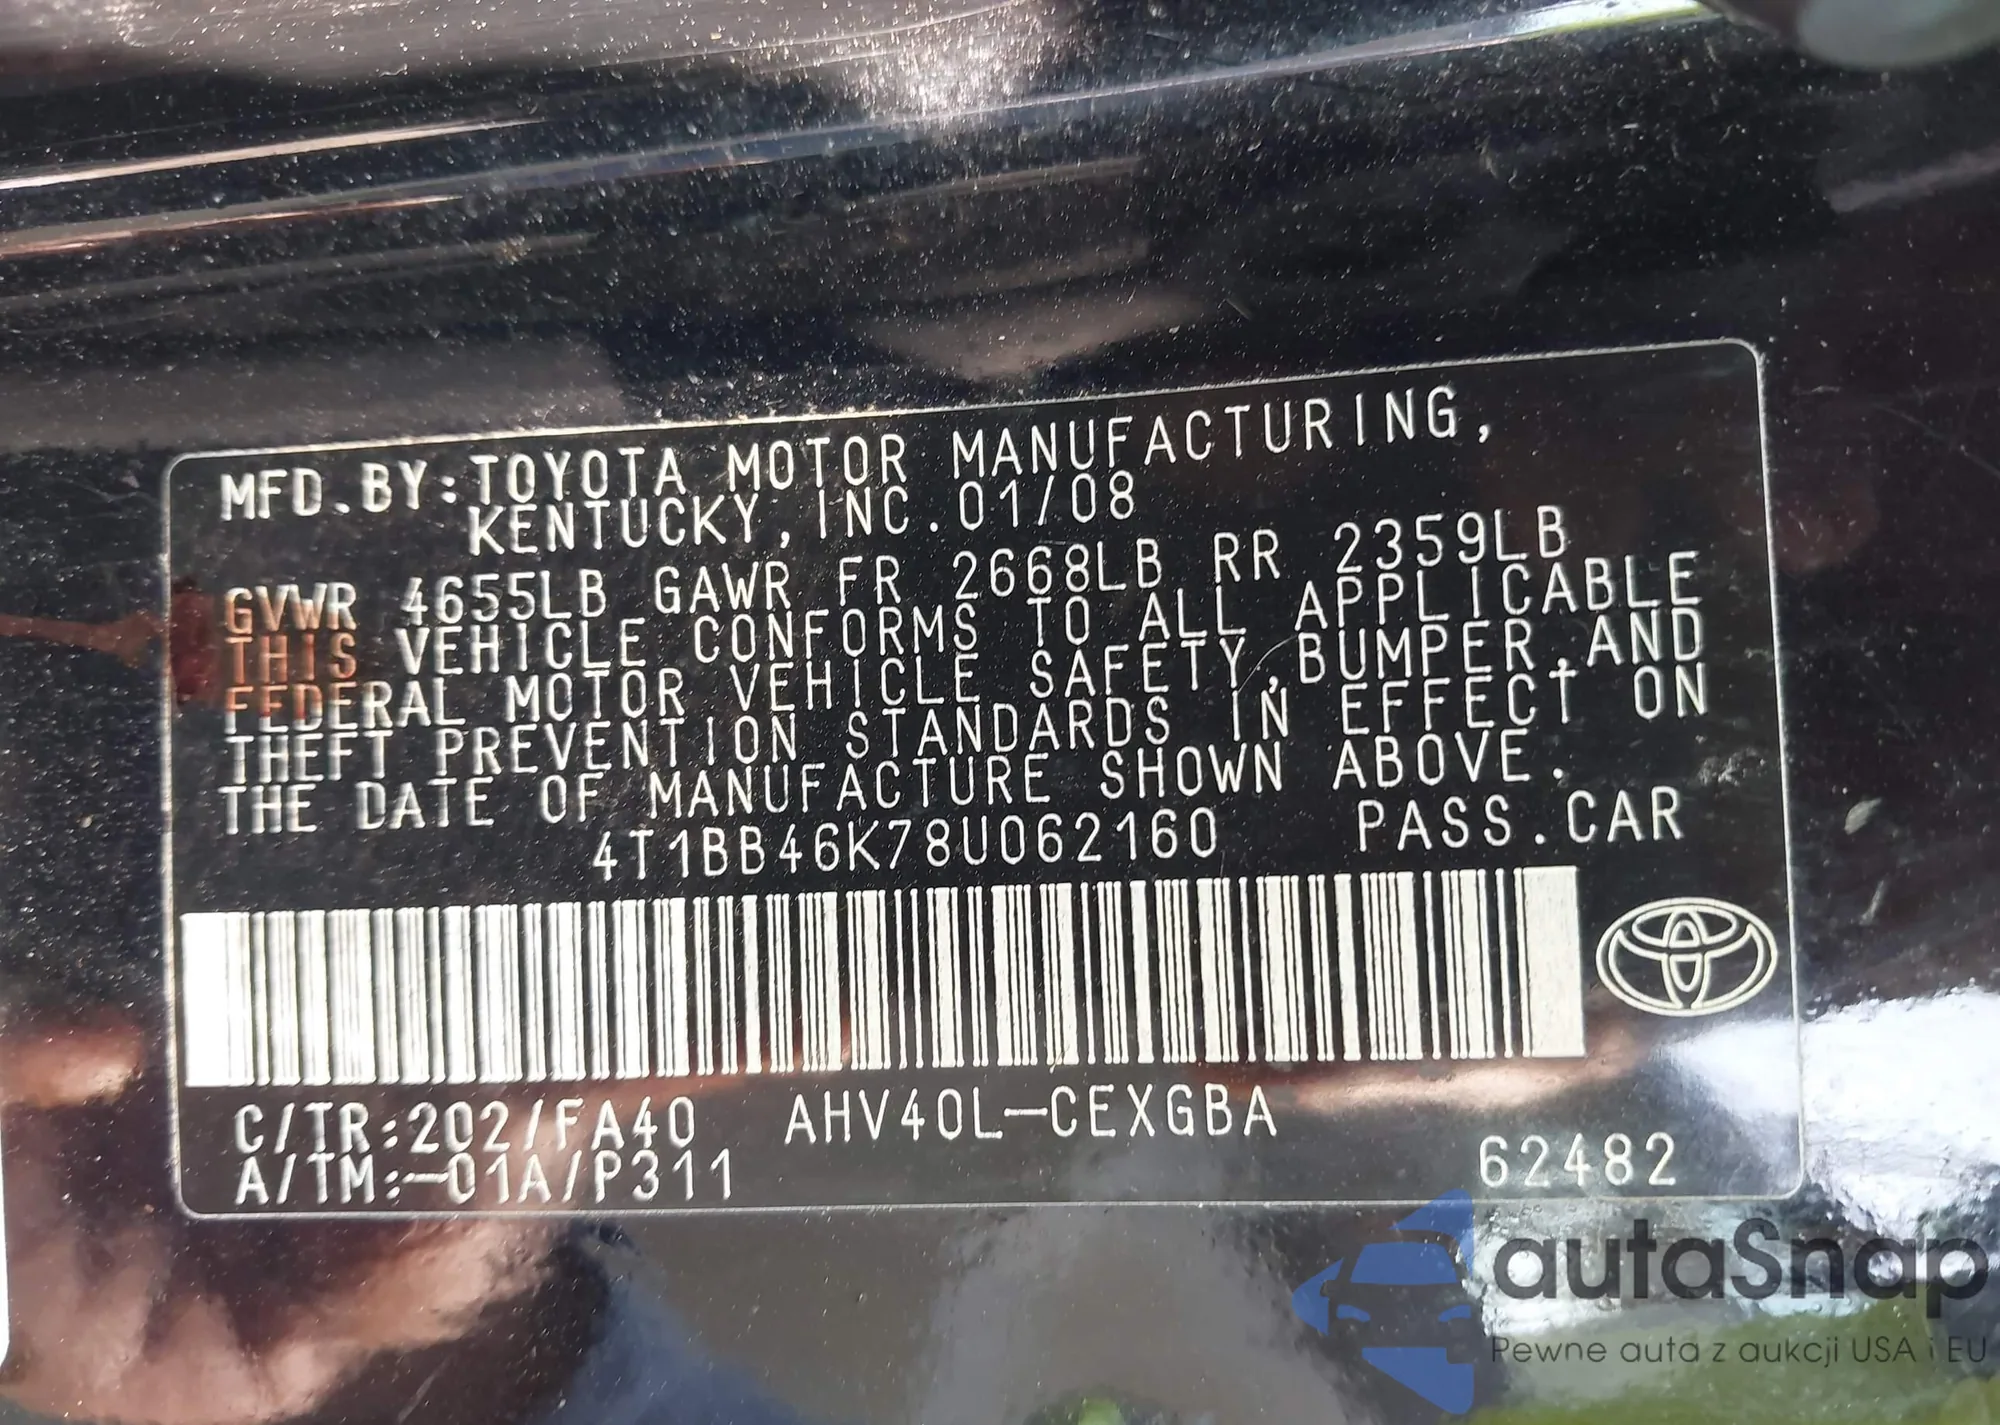 MFD.BY:TOYOTA MOTOR MANUFACTURING,
KENTUCKY, INC.01/08
GVWR 4655LB GAWR FR 2668LB RR 2359LB
THIS VEHICLE CONFORMS TO ALL APPLICABLE
FEDERAL MOTOR VEHICLE SAFETY,BUMPER,AND
THEFT PREVENTION STANDARDS IN EFFECT ON
THE DATE OF MANUFACTURE SHOWN ABOVE.
4T1BB46K78U062160 PASS.CAR
C/TR:202/FA40 AHV40L-CEXGBA
A/TM:-01A/P311 62482
autaSnap
Pewne auta z aukcji USA i EU